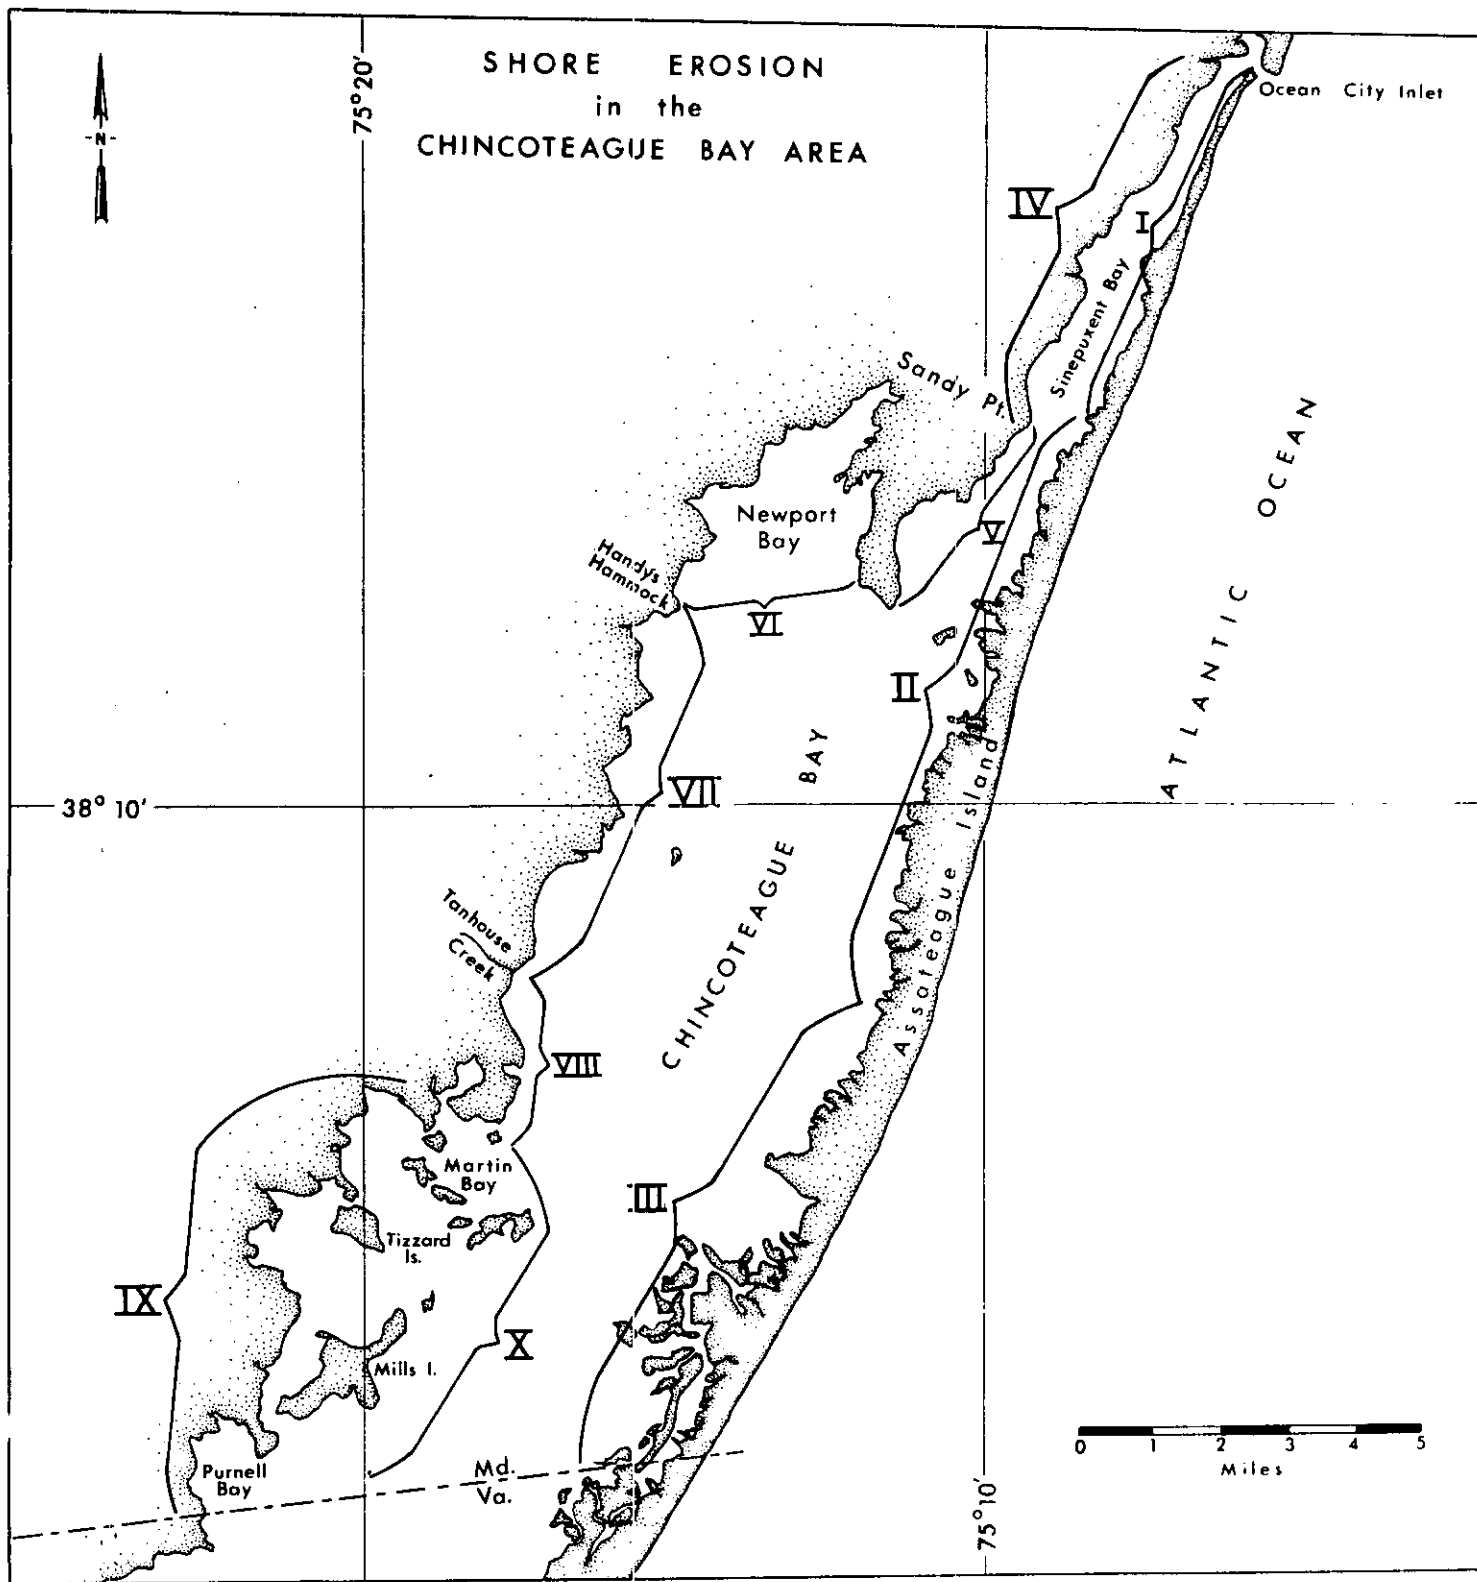 SHORE EROSION
in the
CHINCOTEAGUE BAY AREA
75°20'
-N-
Ocean City Inlet
IV
I
Sinepuxent Bay
Sandy Pt.
ATLANTIC OCEAN
Newport
Bay
V
Handy's
Hammock
VI
II
VII
38° 10'
CHINCOTEAGUE BAY
Assateague Island
Tanhouse
Creek
VIII
Martin
Bay
III
Tizzard
Is.
IX
X
Mills I.
Purnell
Bay
Md.
Va.
75°10'
0 1 2 3 4 5
Miles